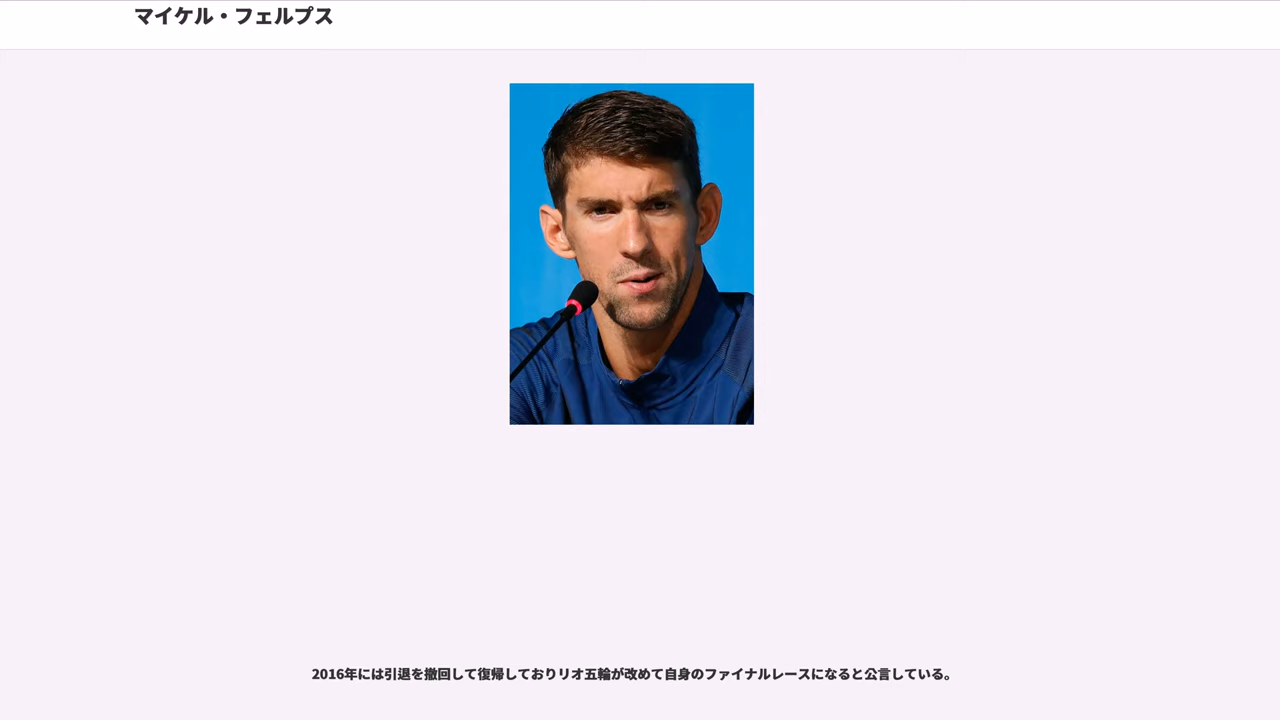 マイケル・フェルプス
2016年には引退を撤回して復帰しておりリオ五輪が改めて自身のファイナルレースになると公言している。